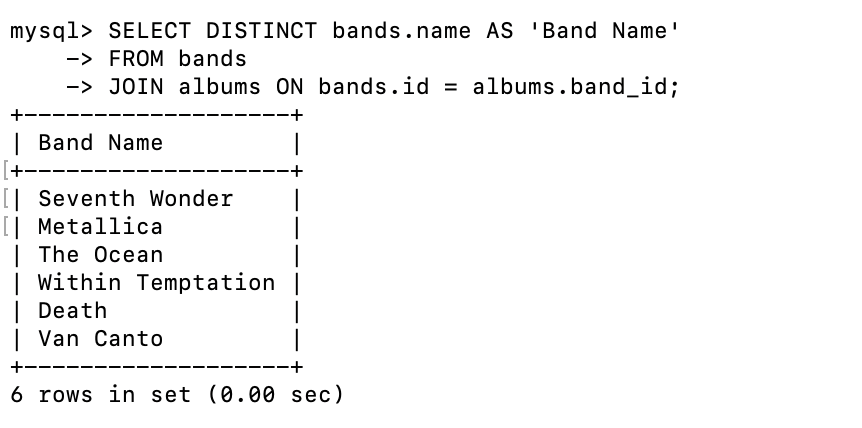 mysql> SELECT DISTINCT bands.name AS 'Band Name'
    -> FROM bands
    -> JOIN albums ON bands.id = albums.band_id;
+-------------------+
| Band Name         |
[+-------------------+
[| Seventh Wonder    |
[| Metallica         |
| The Ocean         |
| Within Temptation |
| Death             |
| Van Canto         |
+-------------------+
6 rows in set (0.00 sec)